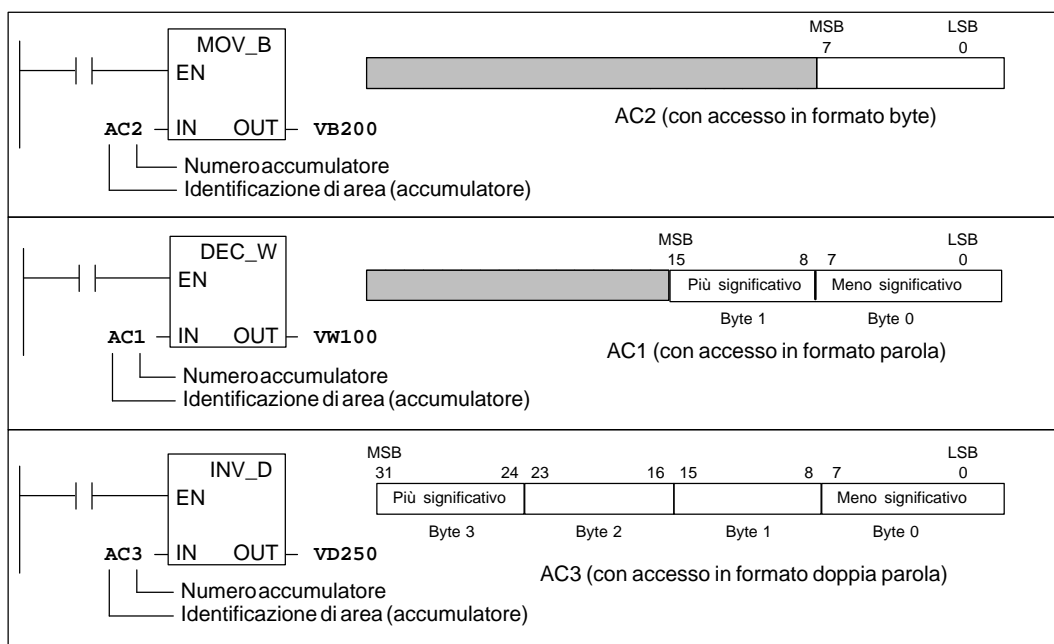 MOV_B
EN
AC2 IN OUT VB200
Numero accumulatore
Identificazione di area (accumulatore)
MSB LSB
7 0
AC2 (con accesso in formato byte)
DEC_W
EN
AC1 IN OUT VW100
Numero accumulatore
Identificazione di area (accumulatore)
MSB LSB
15 8 7 0
Più significativo Meno significativo
Byte 1 Byte 0
AC1 (con accesso in formato parola)
INV_D
EN
AC3 IN OUT VD250
Numero accumulatore
Identificazione di area (accumulatore)
MSB LSB
31 24 23 16 15 8 7 0
Più significativo Meno significativo
Byte 3 Byte 2 Byte 1 Byte 0
AC3 (con accesso in formato doppia parola)